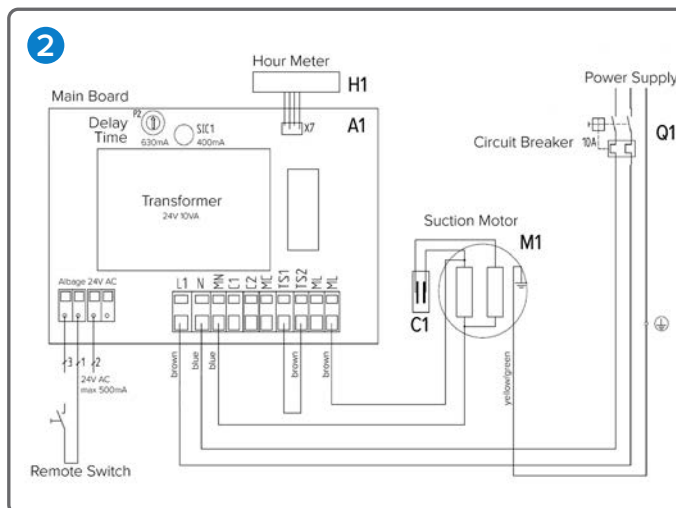 2
Hour Meter
H1
Power Supply
Main Board
P2
Delay
Time
SIC1
630mA
400mA
X7
A1
Circuit Breaker
10A
Q1
Transformer
24V 10VA
Suction Motor
M1
C1
Albage 24V AC
L1 N MN C1 C2 MC TS1 TS2 ML ML
3 1 2
24V AC
max 500mA
brown
blue
blue
brown
brown
yellow/green
Remote Switch